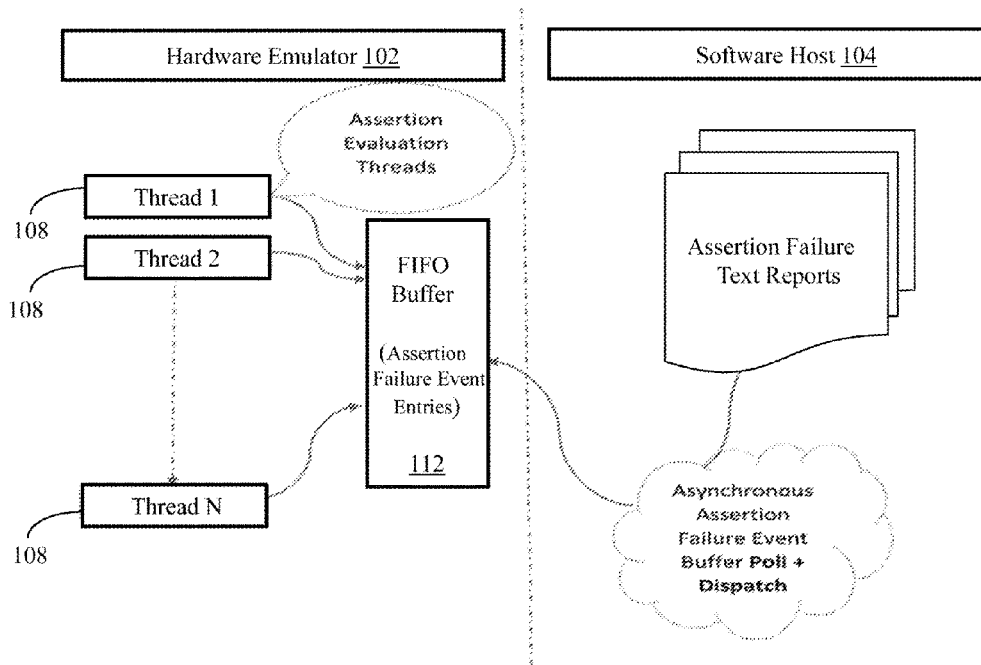 Hardware Emulator 102
Software Host 104
Assertion
Evaluation
Threads
Thread 1
108
Thread 2
108
FIFO
Buffer
(Assertion
Failure Event
Entries)
112
Thread N
108
Assertion Failure
Text Reports
Asynchronous
Assertion
Failure Event
Buffer Poll +
Dispatch